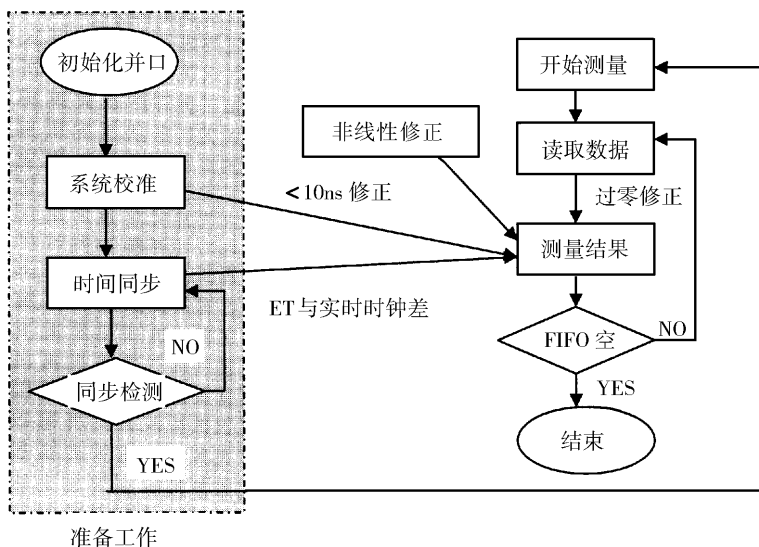 初始化并口
系统校准
时间同步
NO
同步检测
YES
准备工作
非线性修正
<10ns 修正
ET与实时时钟差
开始测量
读取数据
过零修正
测量结果
FIFO 空
NO
YES
结束